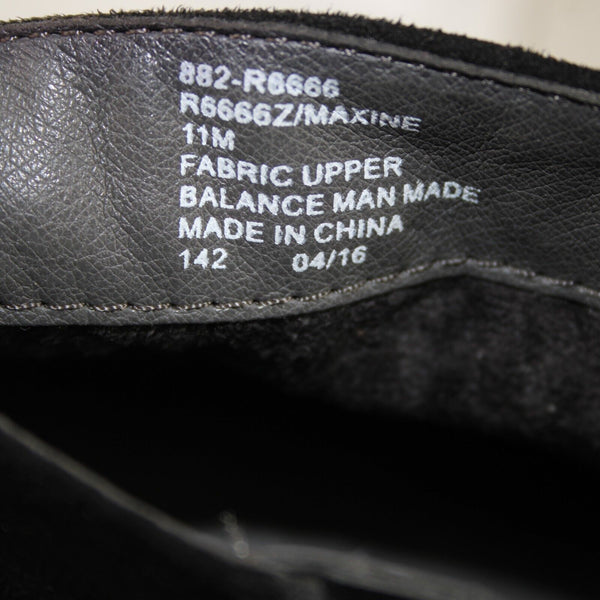 882-R6666
R6666Z/MAXINE
11M
FABRIC UPPER
BALANCE MAN MADE
MADE IN CHINA
142 04/16